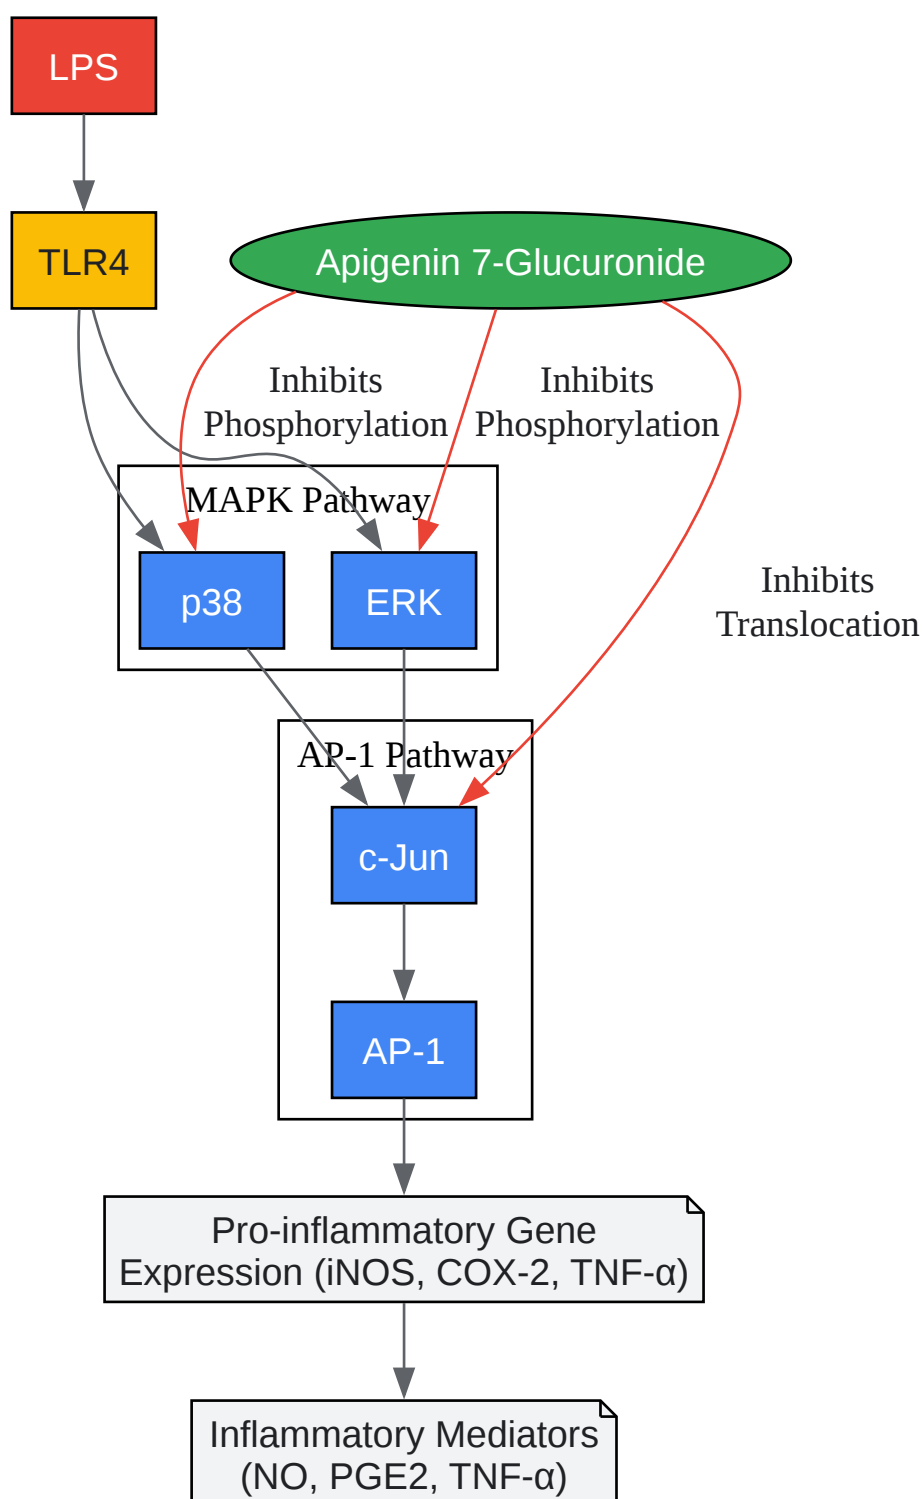 LPS
TLR4
Apigenin 7-Glucuronide
Inhibits
Phosphorylation
Inhibits
Phosphorylation
MAPK Pathway
p38
ERK
Inhibits
Translocation
AP-1 Pathway
c-Jun
AP-1
Pro-inflammatory Gene
Expression (iNOS, COX-2, TNF-α)
Inflammatory Mediators
(NO, PGE2, TNF-α)